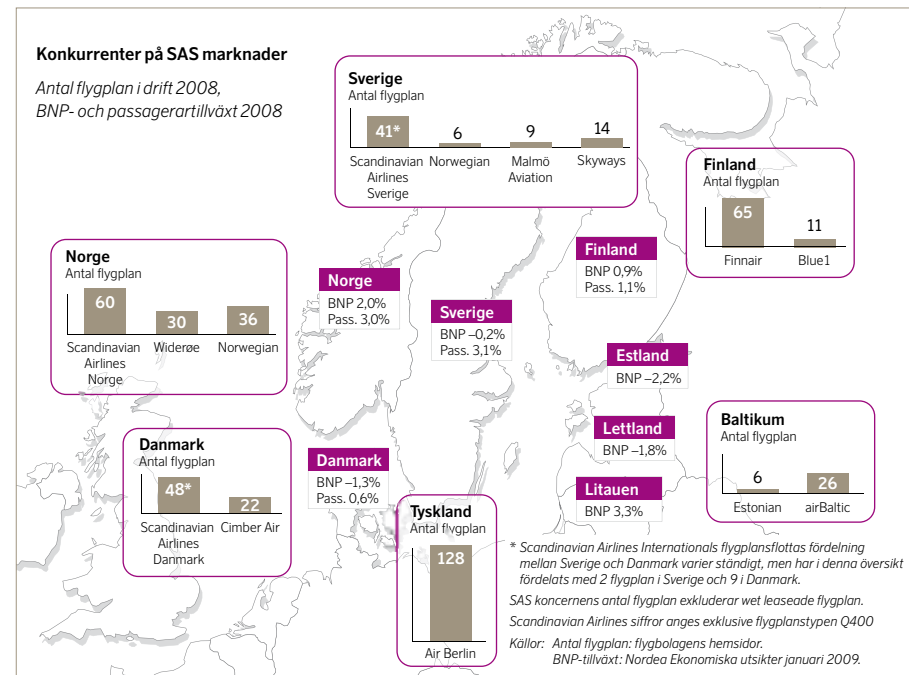 Konkurrenter på SAS marknader
Antal flygplan i drift 2008,
BNP- och passagerartillväxt 2008
Sverige
Antal flygplan
41* 6 9 14
Scandinavian Airlines Sverige
Norwegian
Malmö Aviation
Skyways
Finland
Antal flygplan
65 11
Finnair Blue1
Norge
Antal flygplan
60 30 36
Scandinavian Airlines Norge
Widerøe
Norwegian
Norge
BNP 2,0%
Pass. 3,0%
Sverige
BNP –0,2%
Pass. 3,1%
Finland
BNP 0,9%
Pass. 1,1%
Estland
BNP –2,2%
Lettland
BNP –1,8%
Litauen
BNP 3,3%
Danmark
BNP –1,3%
Pass. 0,6%
Danmark
Antal flygplan
48* 22
Scandinavian Airlines Danmark
Cimber Air
Tyskland
Antal flygplan
128
Air Berlin
Baltikum
Antal flygplan
6 26
Estonian airBaltic
* Scandinavian Airlines Internationals flygplansflottas fördelning
mellan Sverige och Danmark varier ständigt, men har i denna översikt
fördelats med 2 flygplan i Sverige och 9 i Danmark.
SAS koncernens antal flygplan exkluderar wet leaseade flygplan.
Scandinavian Airlines siffror anges exklusive flygplanstypen Q400
Källor: Antal flygplan: flygbolagens hemsidor.
BNP-tillväxt: Nordea Ekonomiska utsikter januari 2009.